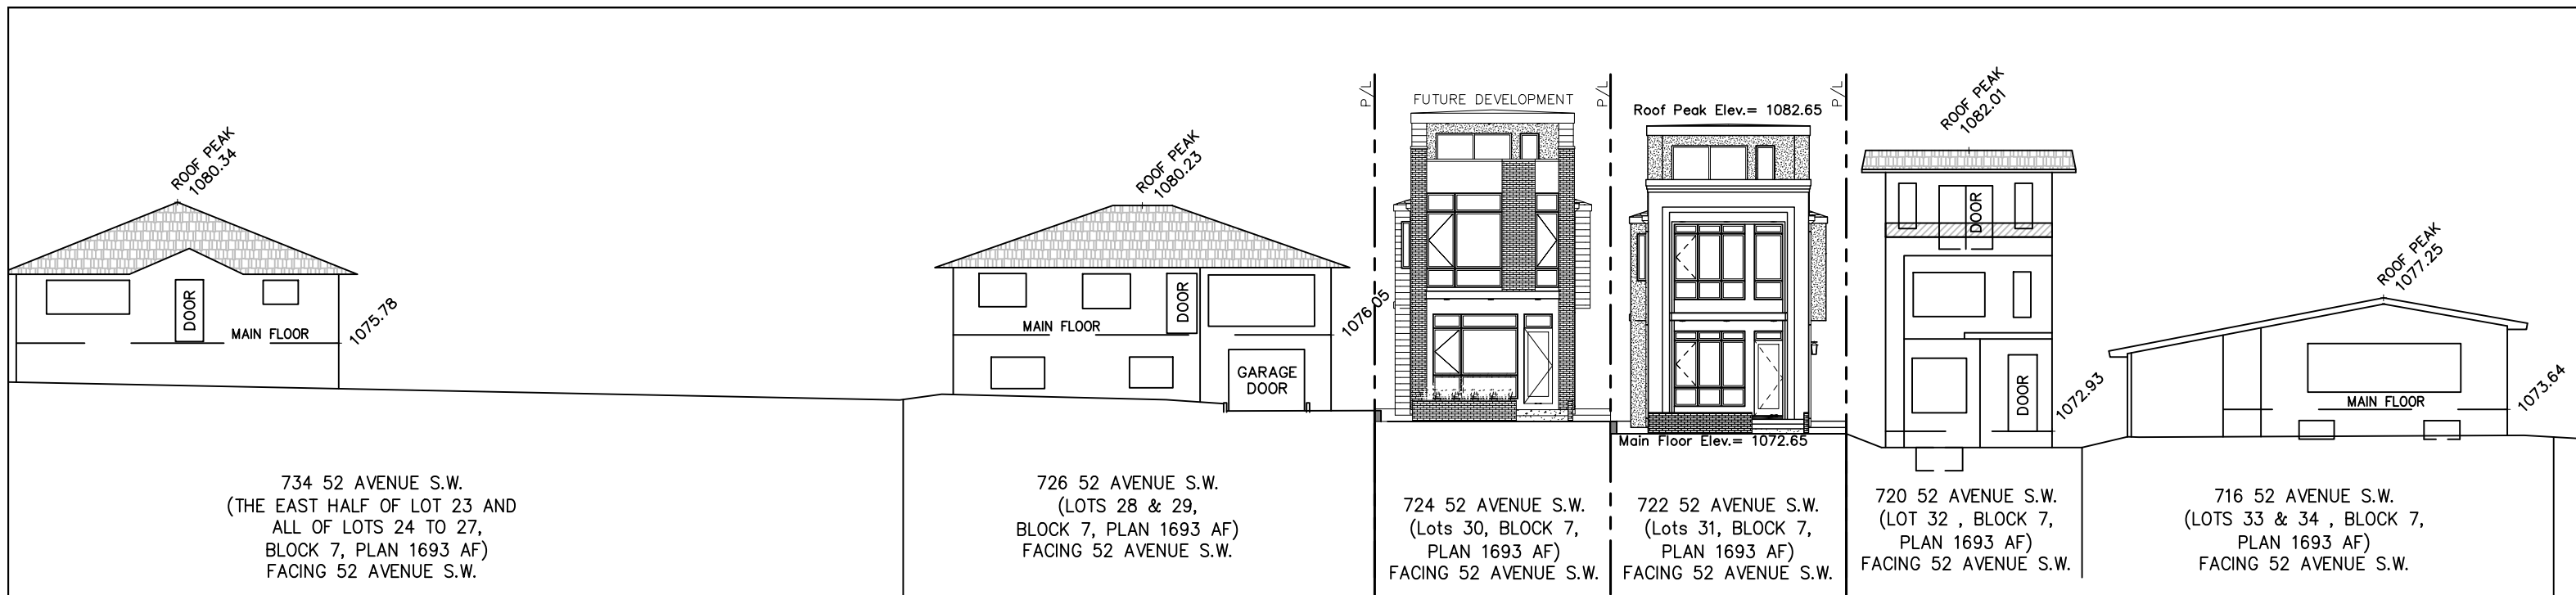 ROOF PEAK
1080.34
DOOR
MAIN FLOOR
1075.78
734 52 AVENUE S.W.
(THE EAST HALF OF LOT 23 AND
ALL OF LOTS 24 TO 27,
BLOCK 7, PLAN 1693 AF)
FACING 52 AVENUE S.W.
ROOF PEAK
1080.23
DOOR
MAIN FLOOR
GARAGE
DOOR
1076.05
726 52 AVENUE S.W.
(LOTS 28 & 29,
BLOCK 7, PLAN 1693 AF)
FACING 52 AVENUE S.W.
P/L
FUTURE DEVELOPMENT
724 52 AVENUE S.W.
(Lots 30, BLOCK 7,
PLAN 1693 AF)
FACING 52 AVENUE S.W.
P/L
Roof Peak Elev.= 1082.65
Main Floor Elev.= 1072.65
722 52 AVENUE S.W.
(Lots 31, BLOCK 7,
PLAN 1693 AF)
FACING 52 AVENUE S.W.
P/L
ROOF PEAK
1082.01
DOOR
DOOR
1072.93
720 52 AVENUE S.W.
(LOT 32 , BLOCK 7,
PLAN 1693 AF)
FACING 52 AVENUE S.W.
ROOF PEAK
1077.25
MAIN FLOOR
1073.64
716 52 AVENUE S.W.
(LOTS 33 & 34 , BLOCK 7,
PLAN 1693 AF)
FACING 52 AVENUE S.W.